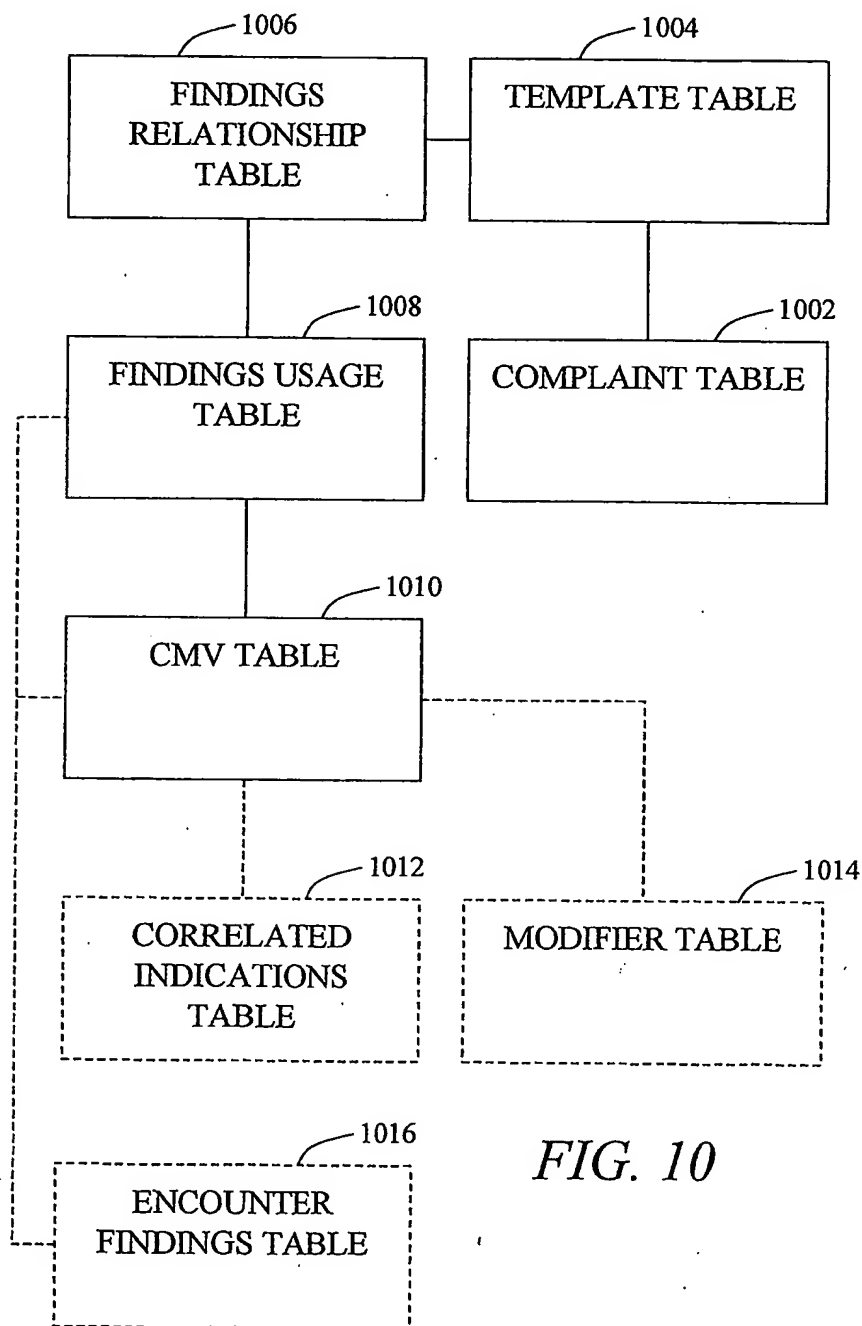 1006
FINDINGS
RELATIONSHIP
TABLE
1004
TEMPLATE TABLE
1008
FINDINGS USAGE
TABLE
1002
COMPLAINT TABLE
1010
CMV TABLE
1012
CORRELATED
INDICATIONS
TABLE
1014
MODIFIER TABLE
1016
ENCOUNTER
FINDINGS TABLE
FIG. 10